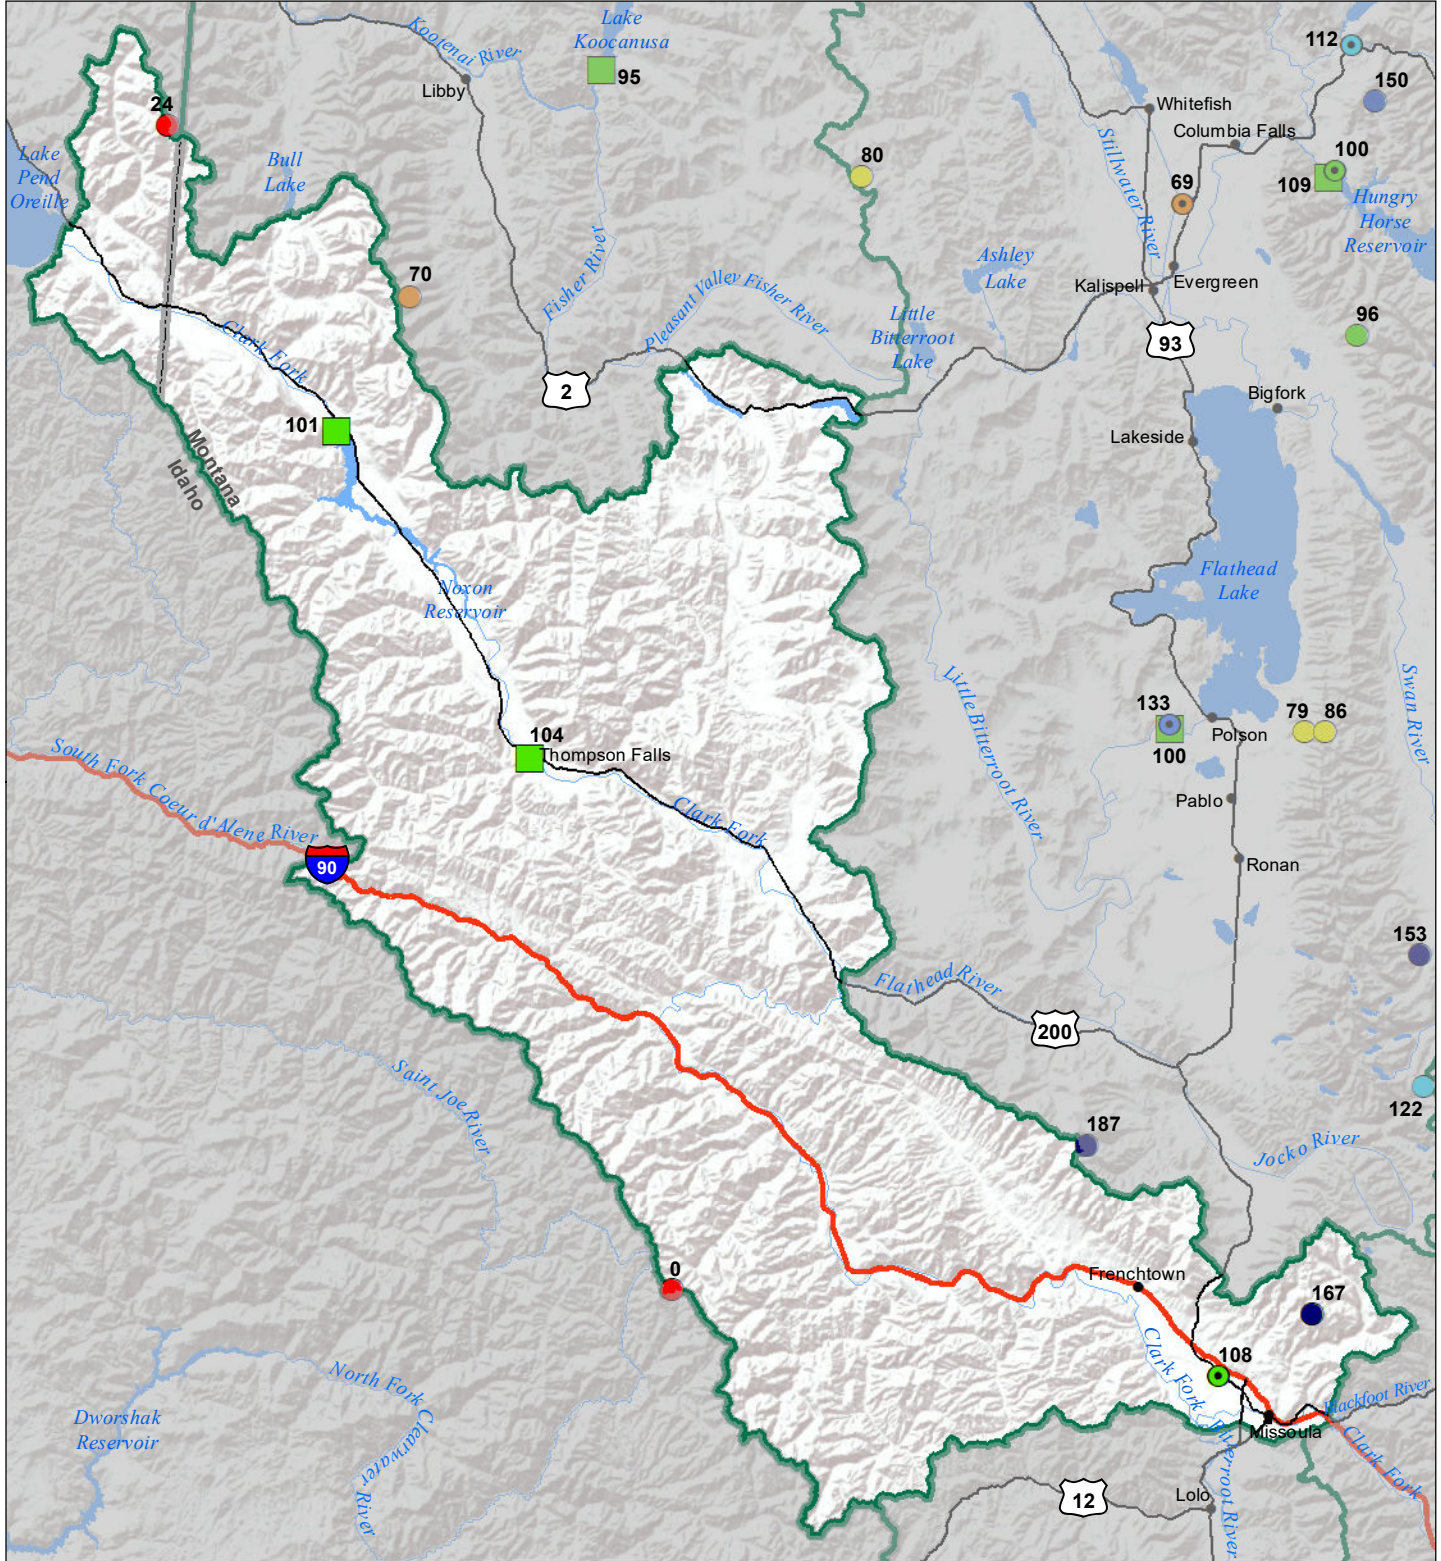 Lake
Koocanusa
Kootenai River
Libby
95
112
150
Whitefish
Columbia Falls
24
Lake
Pend
Oreille
Bull
Lake
80
Stillwater River
69
100
109
Hungry
Horse
Reservoir
70
Fisher River
Pleasant Valley Fisher River
Ashley
Lake
Kalispell
Evergreen
Little
Bitterroot
Lake
93
96
2
Clark Fork
101
Bigfork
Lakeside
Montana
Idaho
Noxon
Reservoir
Flathead
Lake
Swan River
Little Bitterroot River
133
100
Polson
79
86
104
Thompson Falls
South Fork Coeur d'Alene River
90
Clark Fork
Pablo
Ronan
153
Flathead River
200
Saint Joe River
122
187
Jocko River
0
Frenchtown
167
108
Clark Fork
Bitterroot River
Blackfoot River
Missoula
Clark Fork
North Fork Clearwater
River
Dworshak
Reservoir
12
Lolo